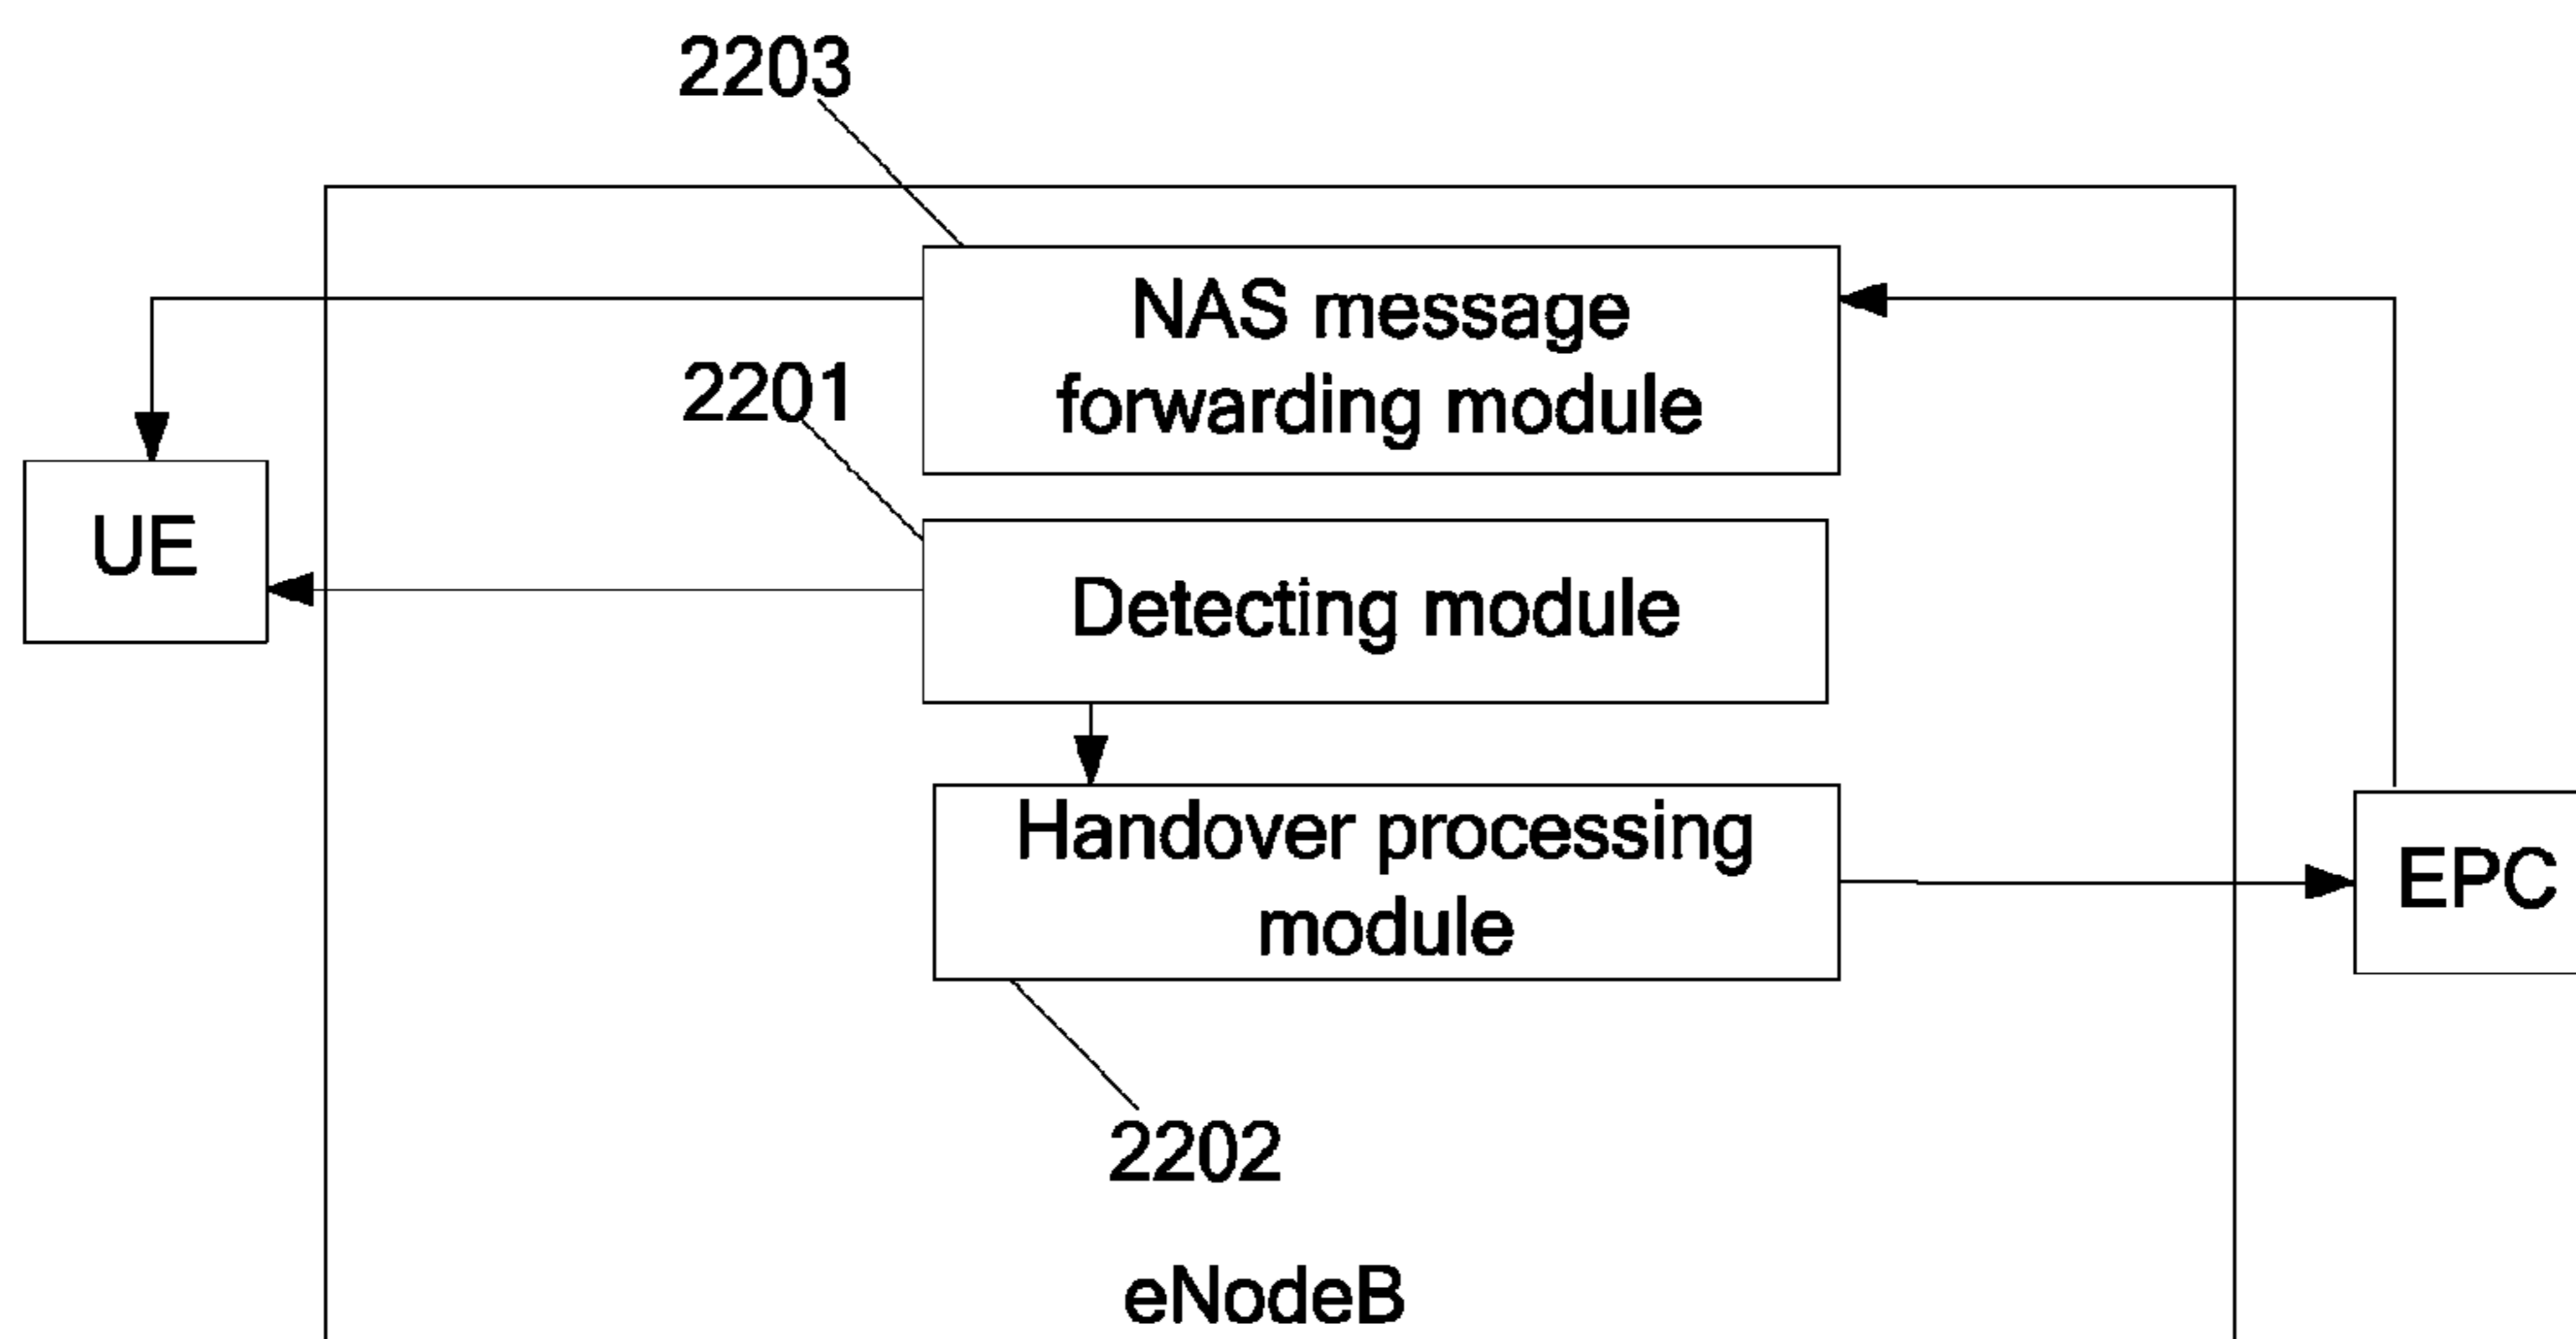 2203
NAS message
forwarding module
2201
UE
Detecting module
Handover processing
module
EPC
2202
eNodeB